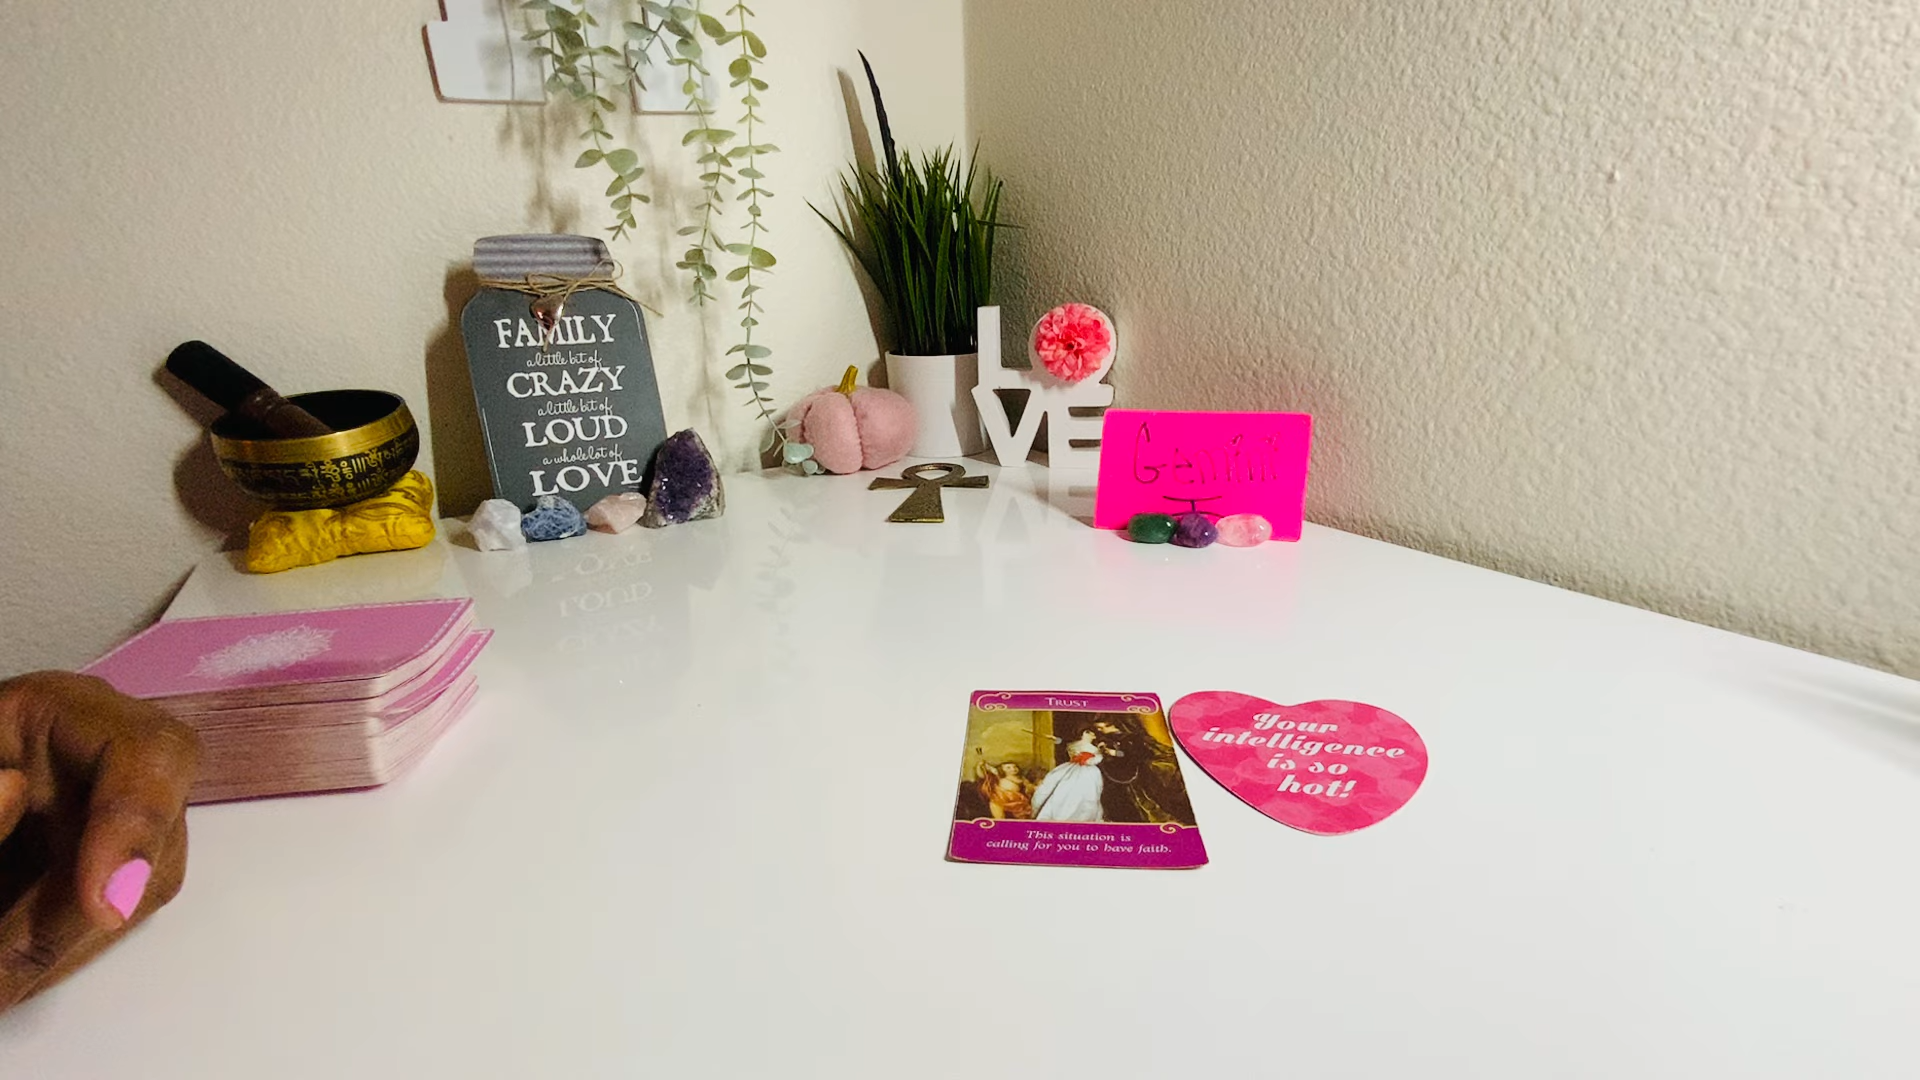 FAMILY
a little bit of
CRAZY
a little bit of
LOUD
a whole lot of
LOVE
LOVE
Gemini
TRUST
This situation is
calling for you to have faith.
Your
intelligence
is so
hot!